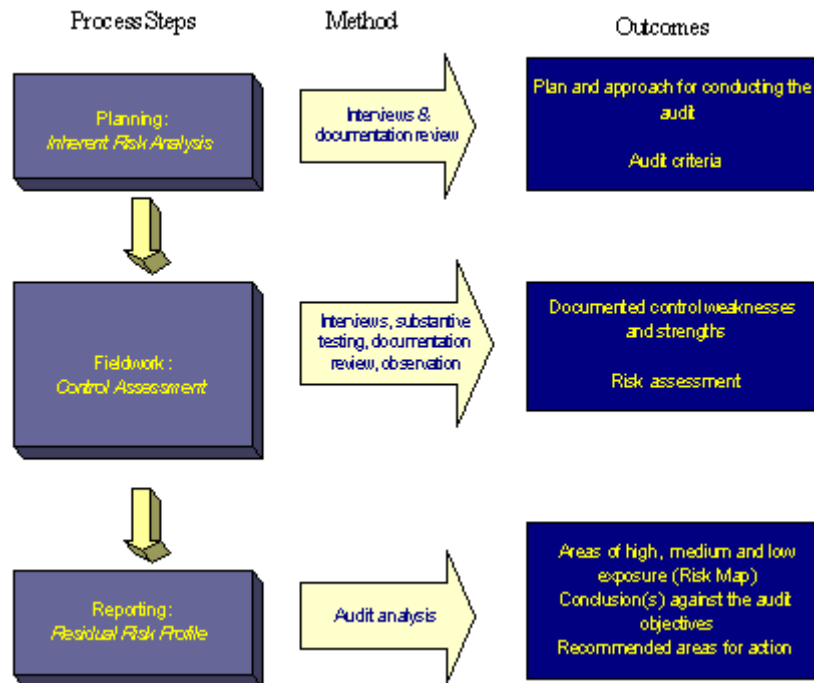 Process Steps
Method
Outcomes
Planning:
Inherent Risk Analysis
Interviews &
documentation review
Plan and approach for conducting the
audit
Audit criteria
Fieldwork:
Control Assessment
Interviews, substantive
testing, documentation
review, observation
Documented control weaknesses
and strengths
Risk assessment
Reporting:
Residual Risk Profile
Audit analysis
Areas of high, medium and low
exposure (Risk Map)
Conclusion(s) against the audit
objectives
Recommended areas for action